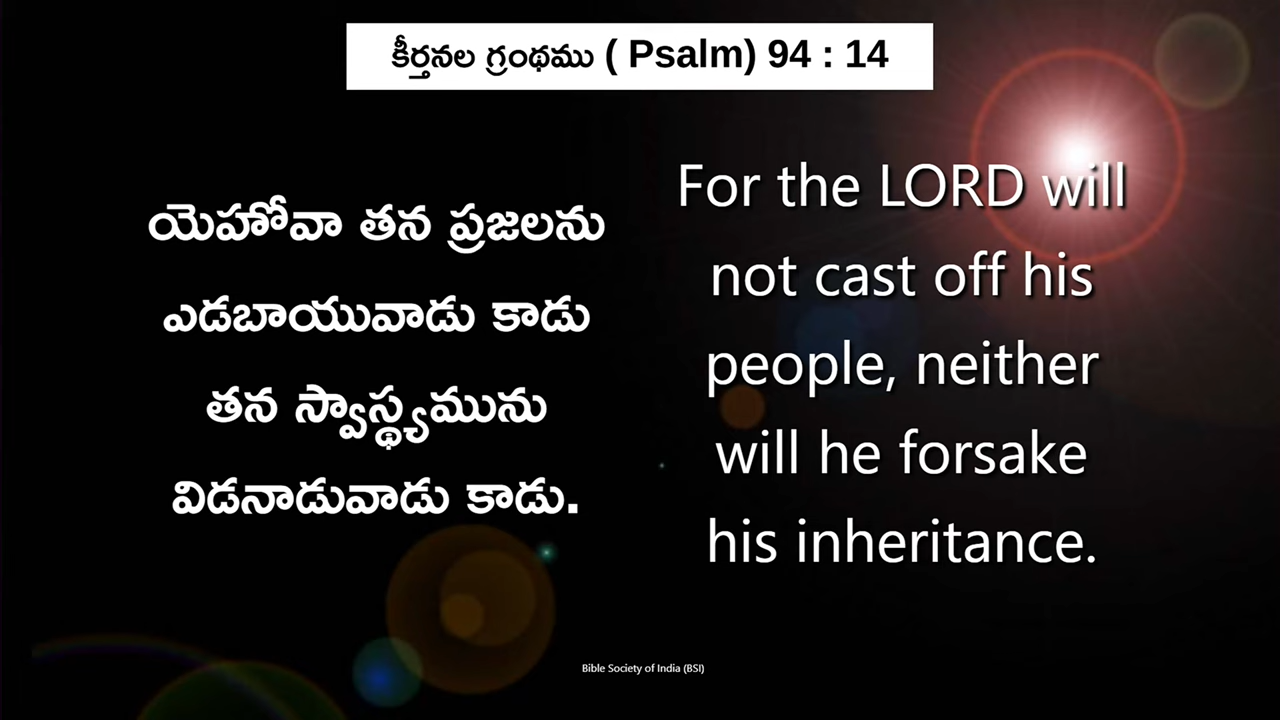 కీర్తనల గ్రంథము ( Psalm) 94 : 14
యెహోవా తన ప్రజలను
ఎడబాయువాడు కాడు
తన స్వాస్థ్యమును
విడనాడువాడు కాడు.
For the LORD will
not cast off his
people, neither
will he forsake
his inheritance.
Bible Society of India (BSI)